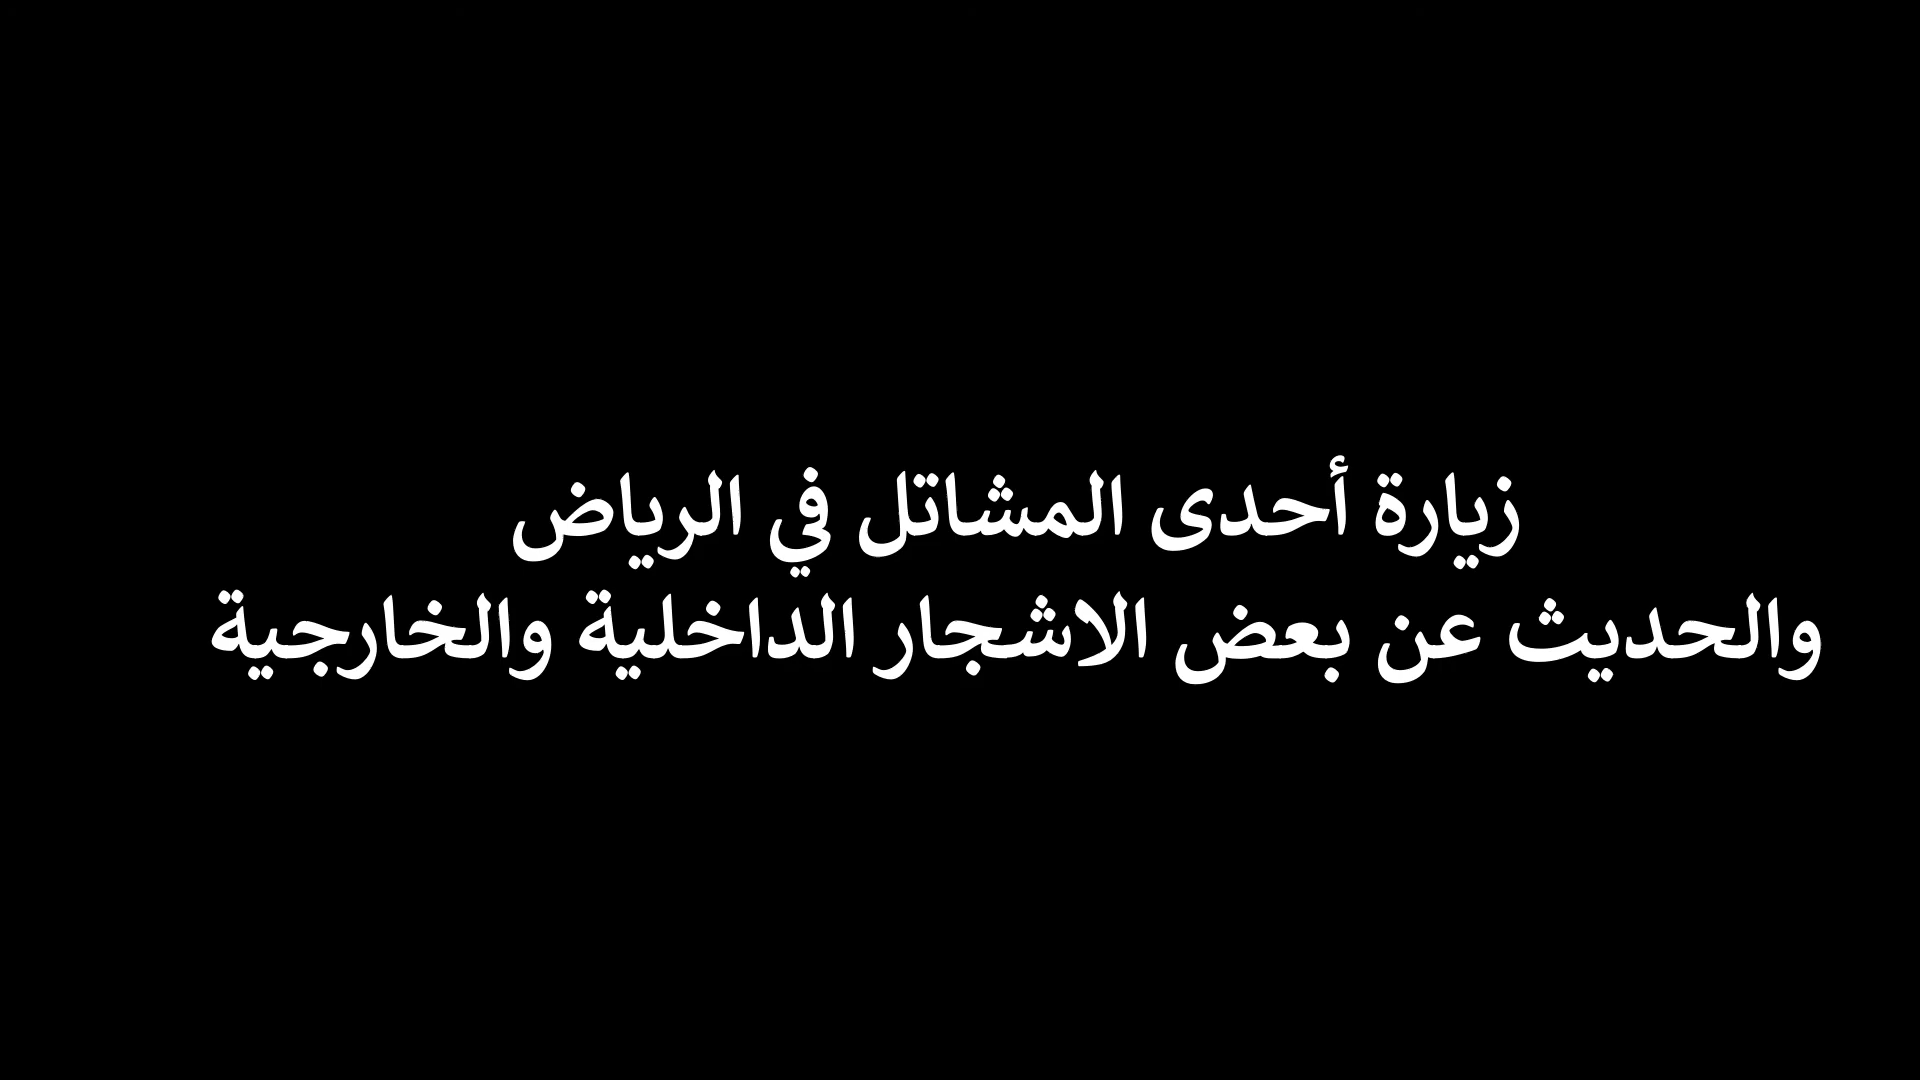 زيارة أحدى المشاتل في الرياض
والحديث عن بعض الاشجار الداخلية والخارجية